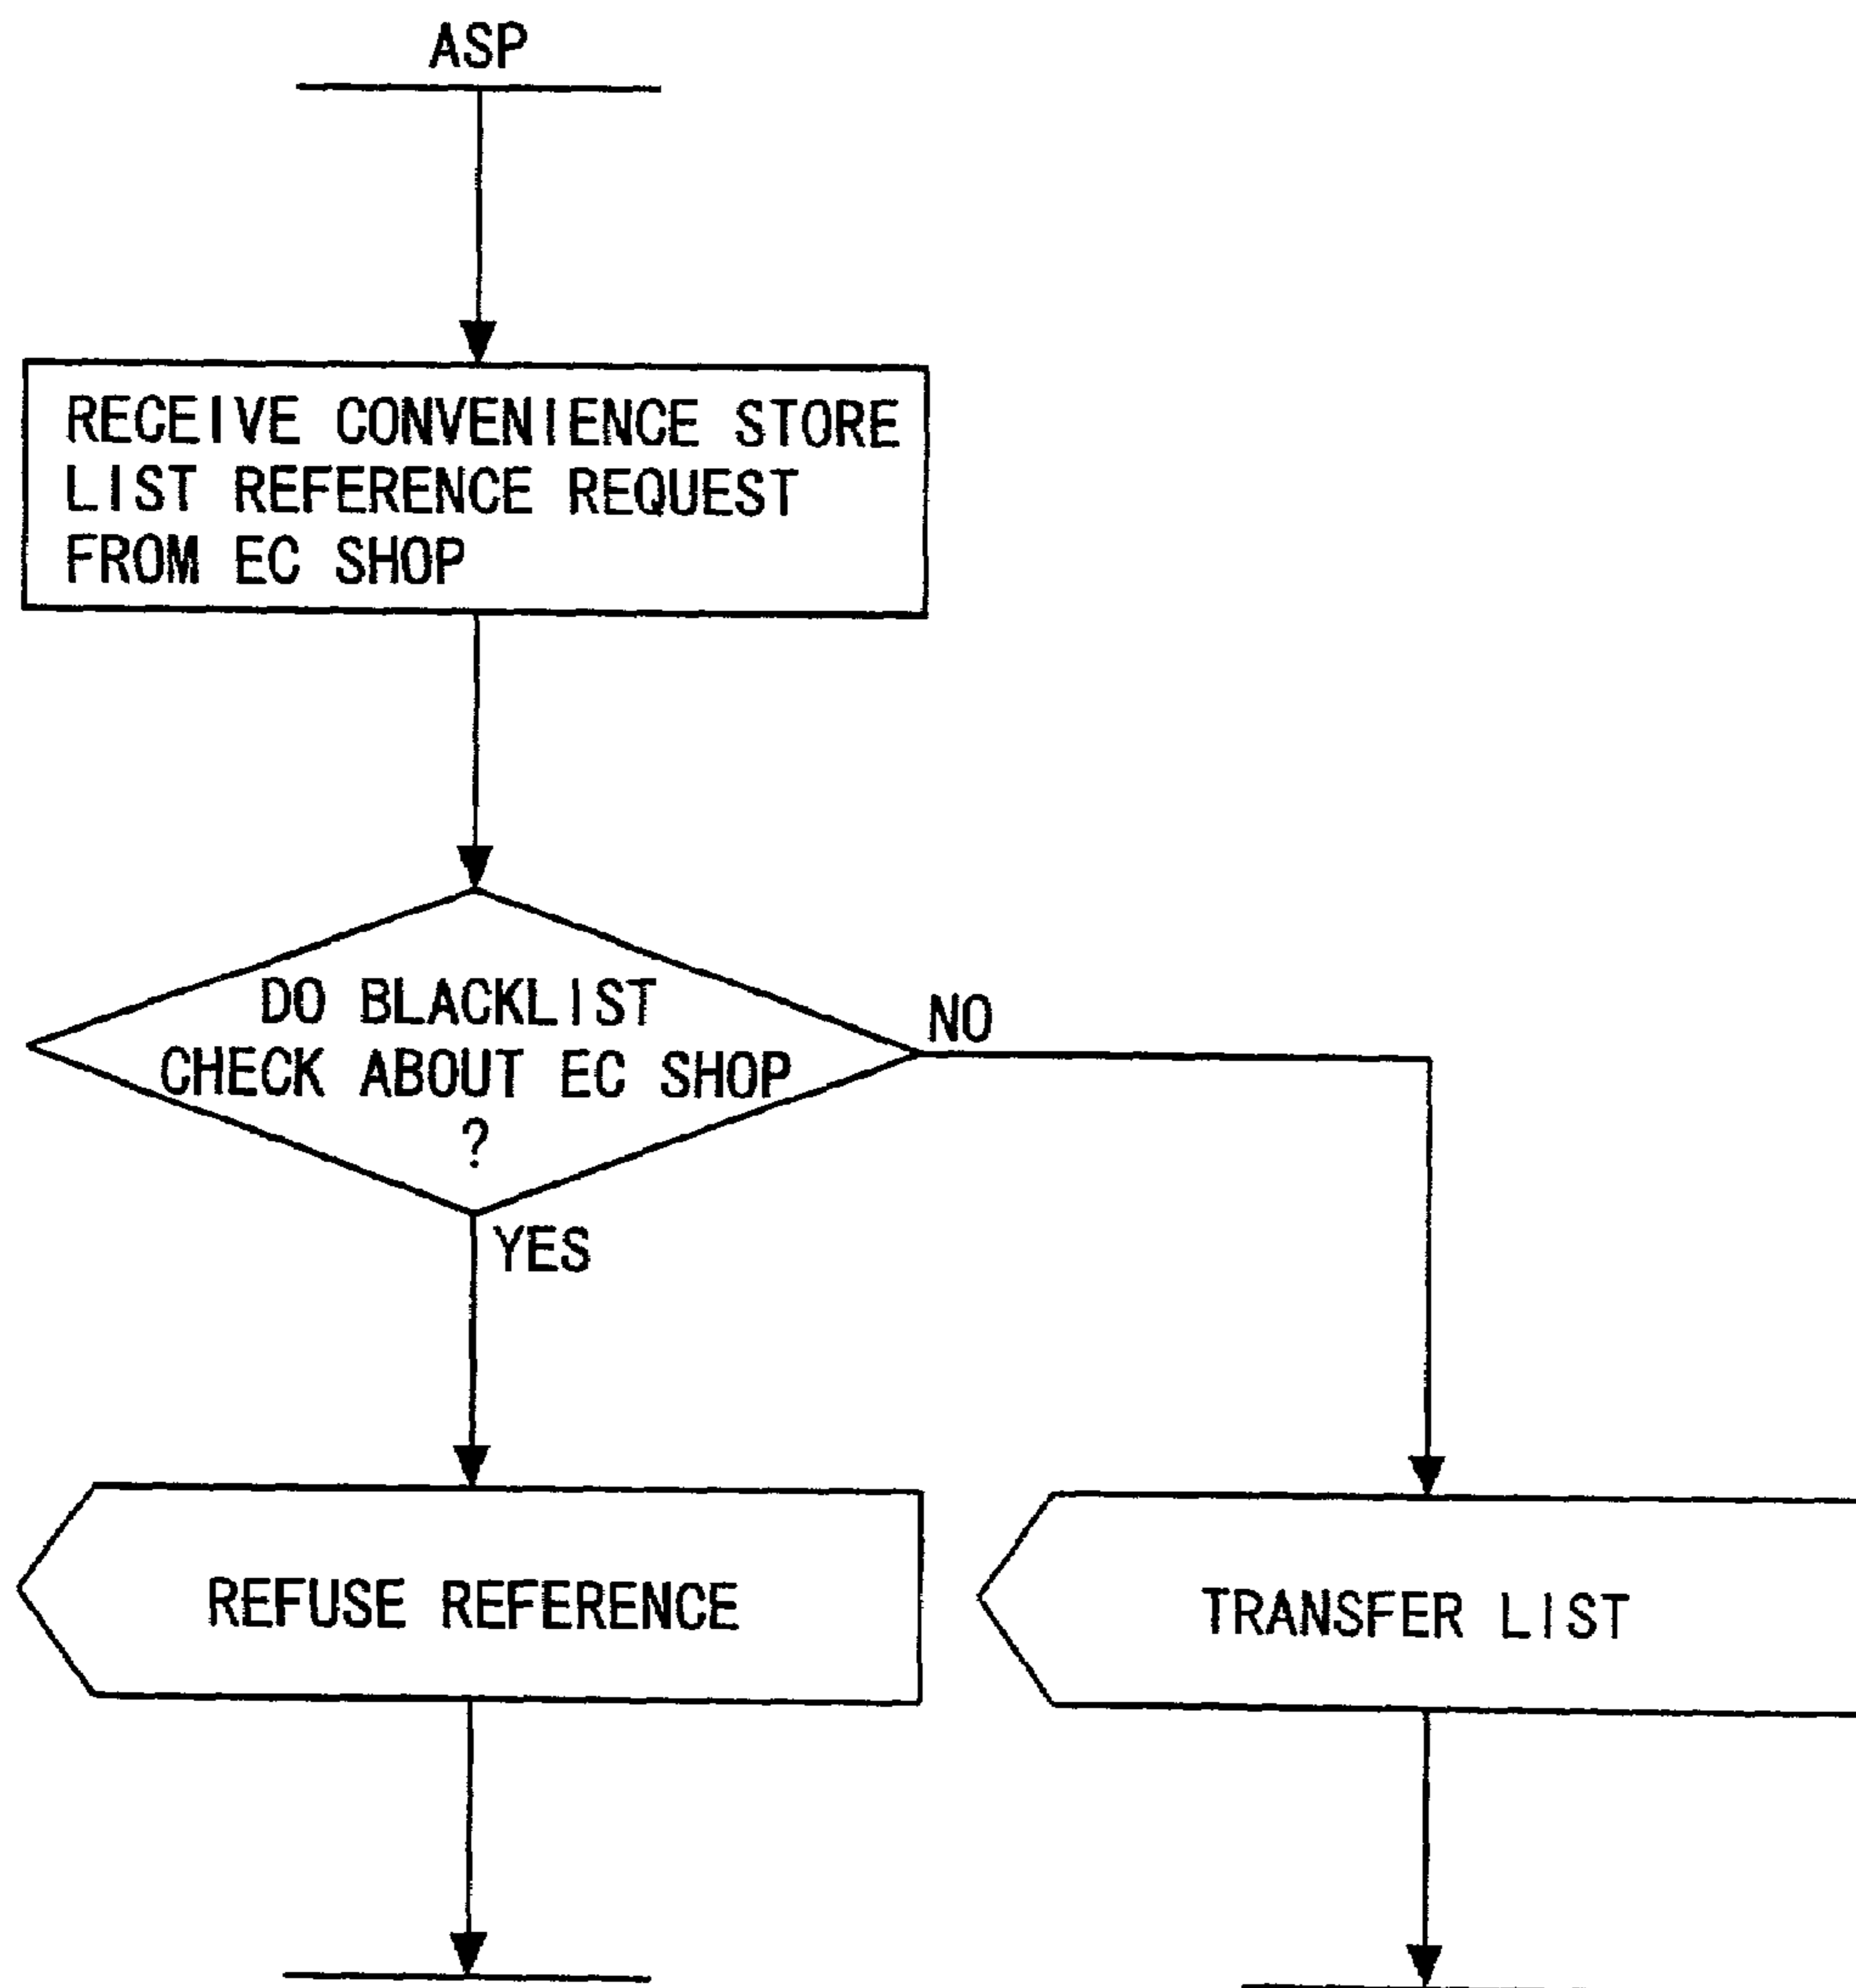 ASP
RECEIVE CONVENIENCE STORE
LIST REFERENCE REQUEST
FROM EC SHOP
DO BLACKLIST
CHECK ABOUT EC SHOP
?
NO
YES
REFUSE REFERENCE
TRANSFER LIST